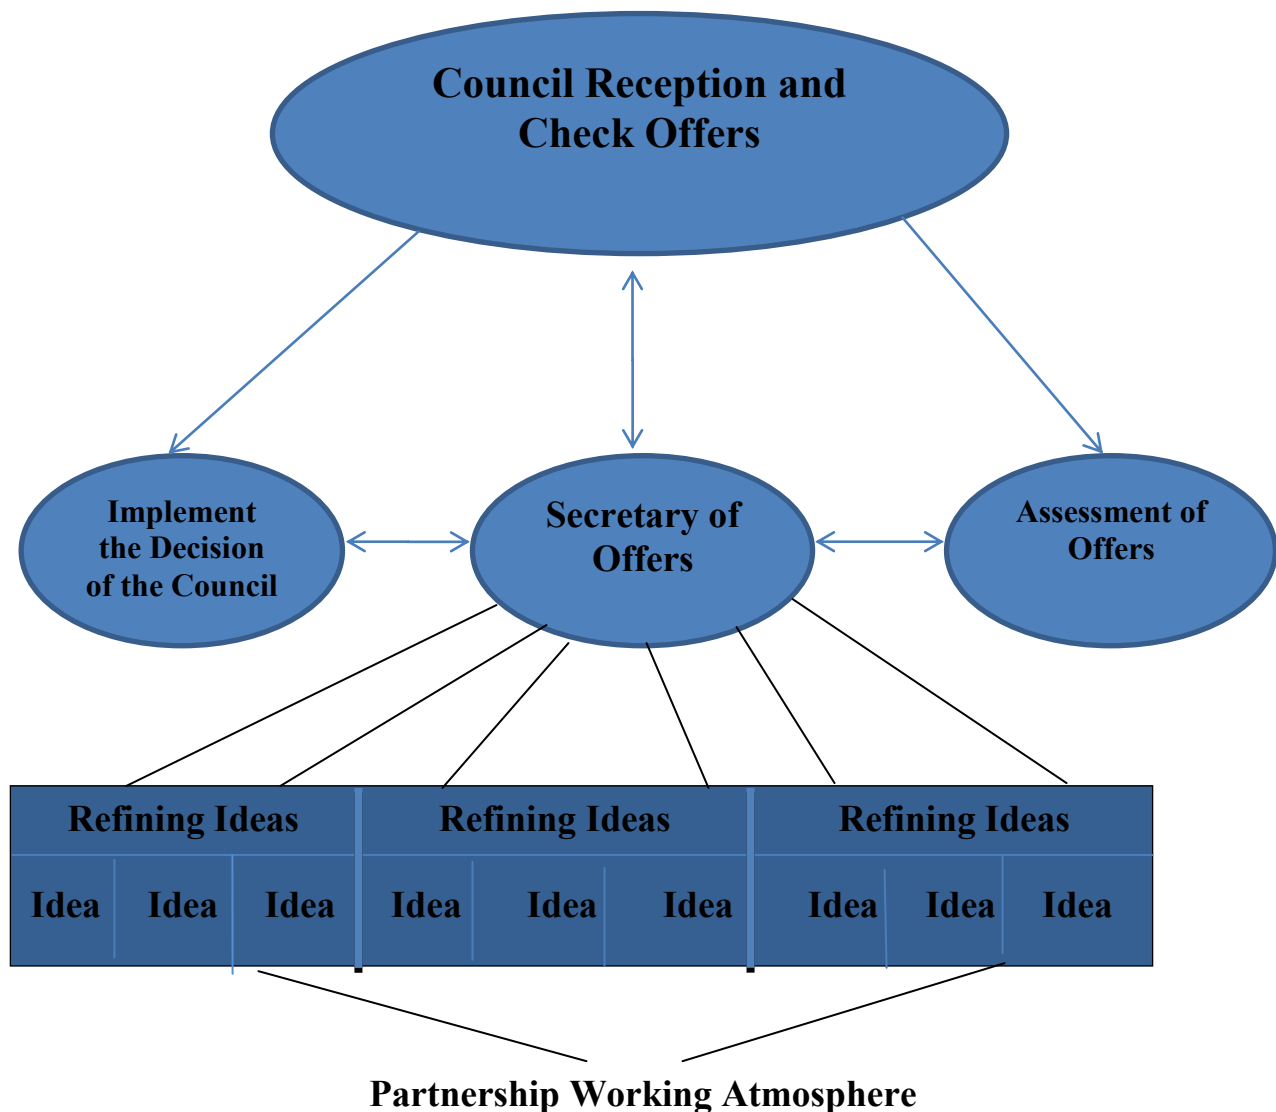 Council Reception and
Check Offers
Implement
the Decision
of the Council
Secretary of
Offers
Assessment of
Offers
Refining Ideas
Refining Ideas
Refining Ideas
Idea Idea Idea Idea Idea Idea Idea Idea Idea
Partnership Working Atmosphere